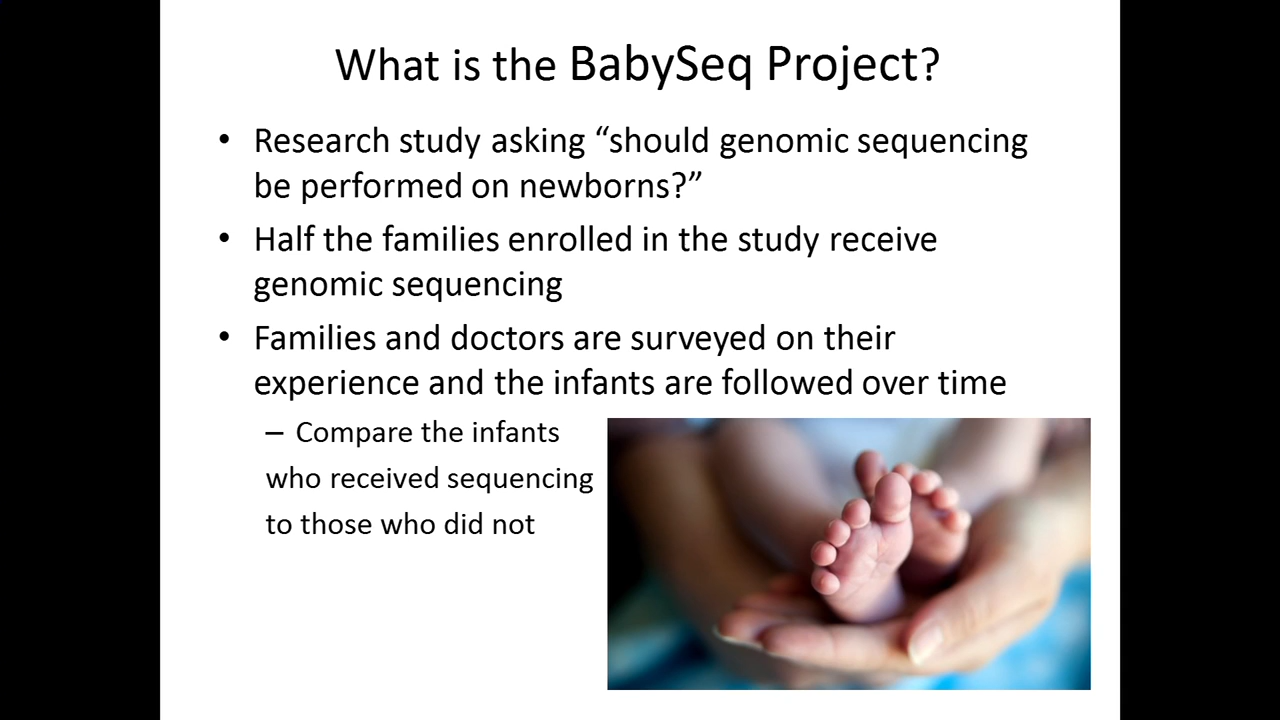 What is the BabySeq Project?
• Research study asking “should genomic sequencing
be performed on newborns?”
• Half the families enrolled in the study receive
genomic sequencing
• Families and doctors are surveyed on their
experience and the infants are followed over time
– Compare the infants
who received sequencing
to those who did not